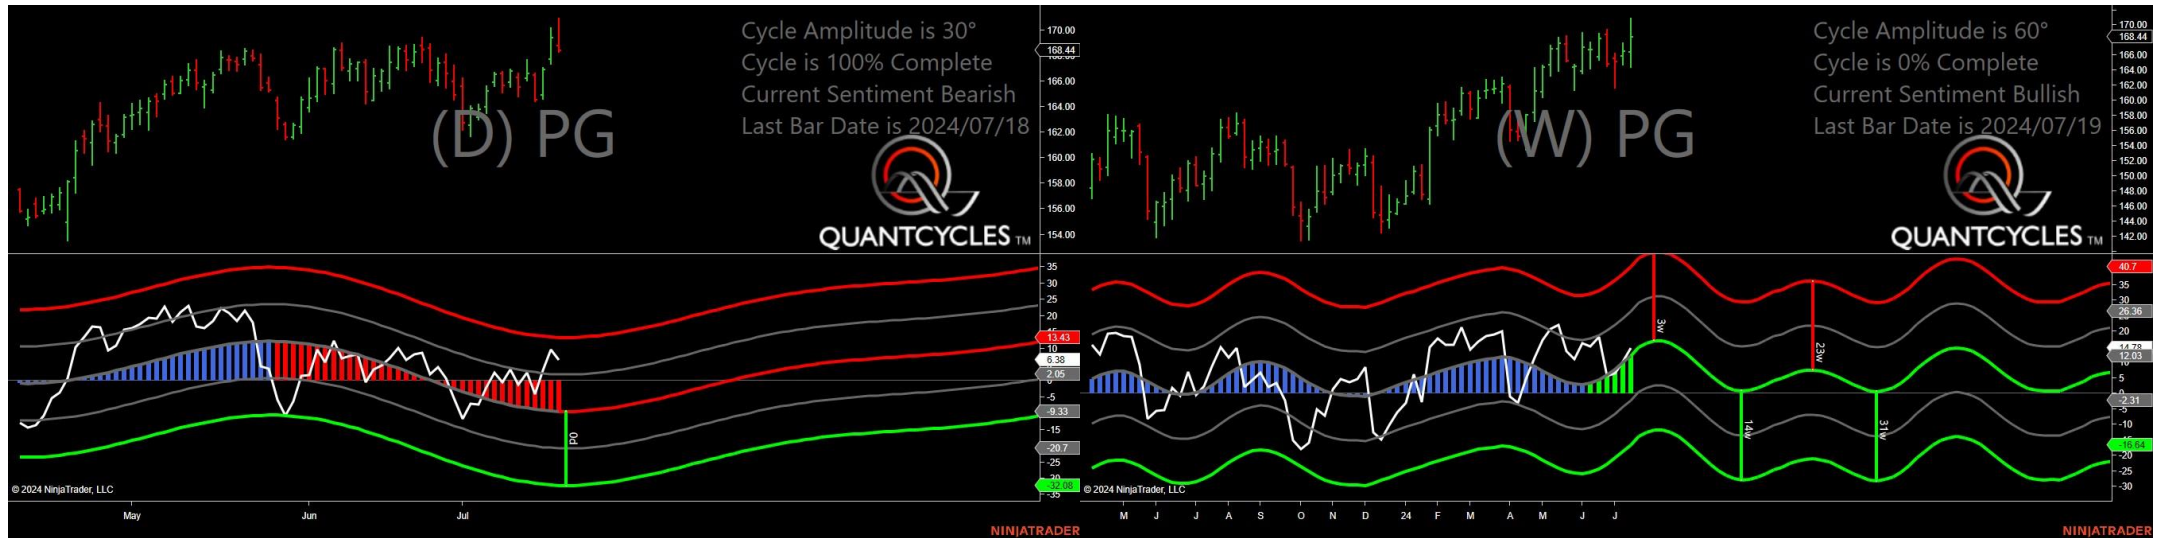 Cycle Amplitude is 30°
Cycle is 100% Complete
Current Sentiment Bearish
Last Bar Date is 2024/07/18
(D) PG
QUANTCYCLES TM
170.00
168.44
166.00
164.00
162.00
160.00
158.00
156.00
154.00
35
30
25
20
13.43
10
6.38
2.05
-5
-9.33
-15
-20.7
-25
-32.08
-35
0d
© 2024 NinjaTrader, LLC
May Jun Jul
NINJATRADER
Cycle Amplitude is 60°
Cycle is 0% Complete
Current Sentiment Bullish
Last Bar Date is 2024/07/19
(W) PG
QUANTCYCLES TM
170.00
168.44
166.00
164.00
162.00
160.00
158.00
156.00
154.00
152.00
150.00
148.00
146.00
144.00
142.00
40.7
35
30
26.36
20
14.78
12.03
5
0
-2.31
-5
-10
-16.64
-20
-25
-30
3w
23w
14w
31w
© 2024 NinjaTrader, LLC
M J J A S O N D 24 F M A M J J
NINJATRADER